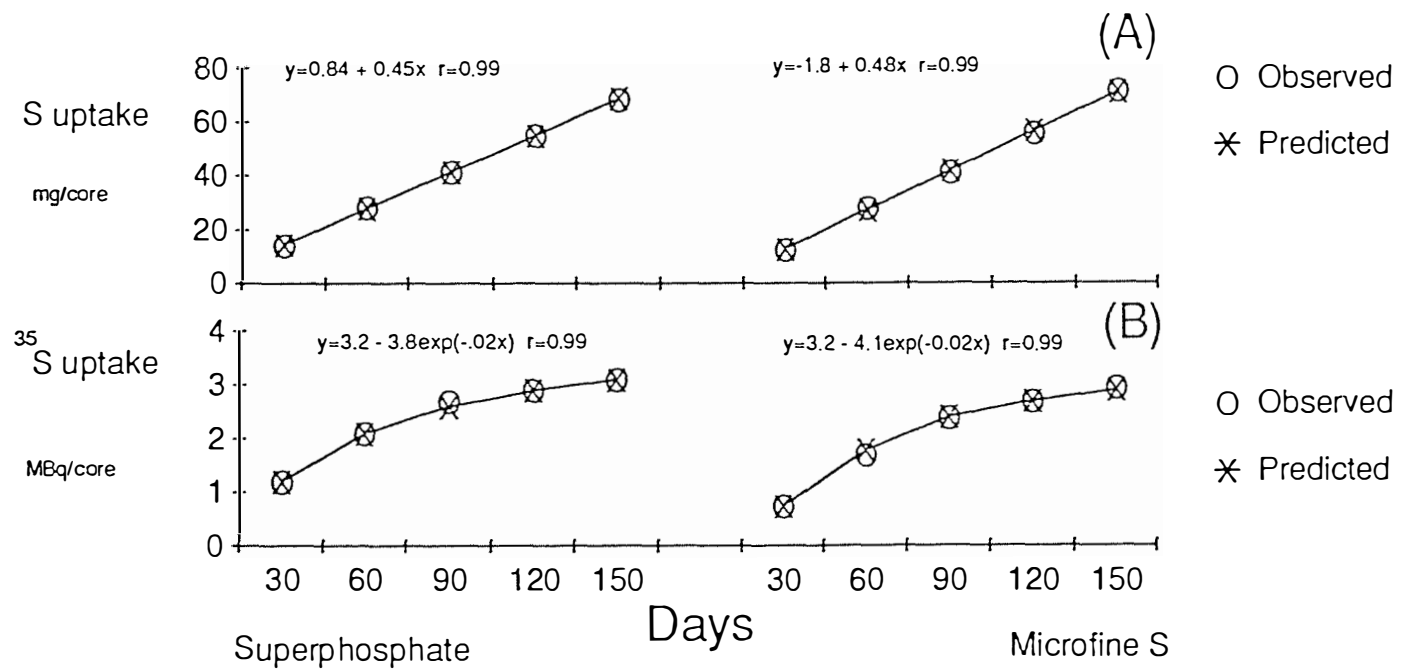 (A)
y=0.84 + 0.45x r=0.99
y=-1.8 + 0.48x r=0.99
S uptake
mg/core
80
60
40
20
0
O Observed
Predicted
(B)
y=3.2 - 3.8exp(-.02x) r=0.99
y=3.2 - 4.1exp(-0.02x) r=0.99
35S uptake
MBq/core
4
3
2
1
0
O Observed
Predicted
30 60 90 120 150 30 60 90 120 150
Days
Superphosphate Microfine S